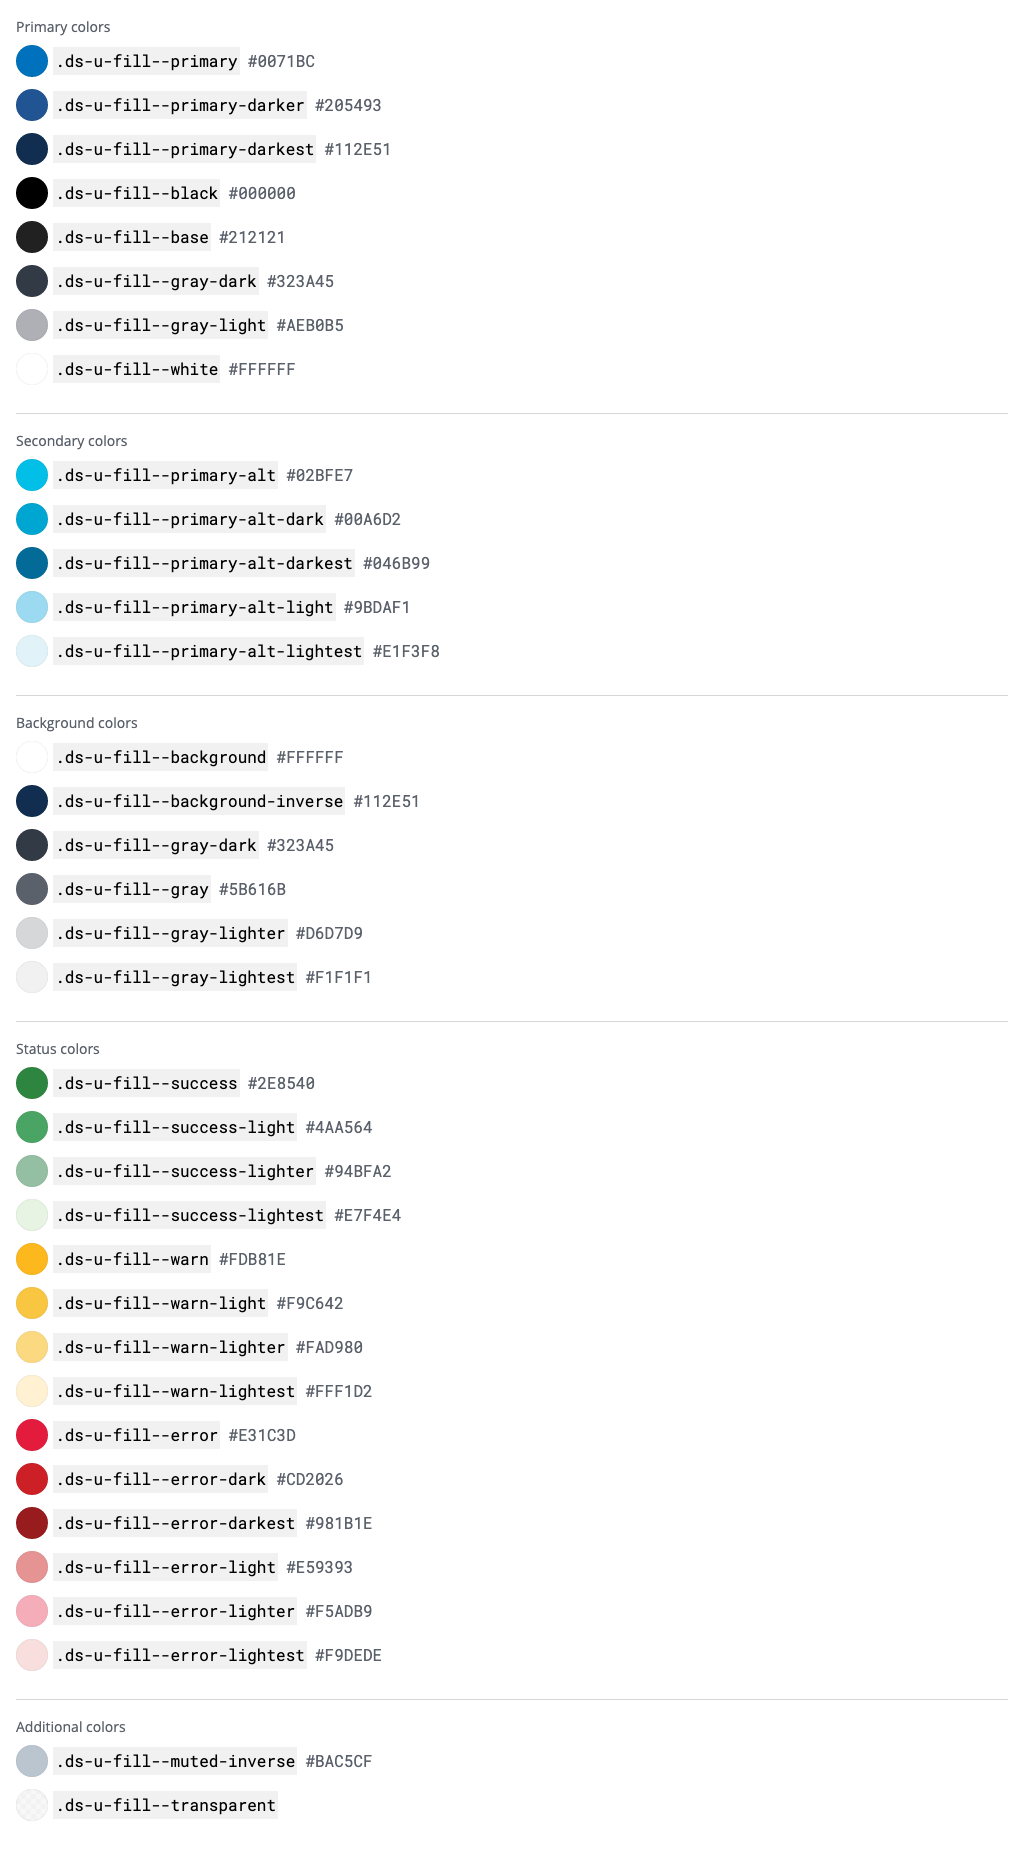 Primary colors
.ds-u-fill--primary #0071BC
.ds-u-fill--primary-darker #205493
.ds-u-fill--primary-darkest #112E51
.ds-u-fill--black #000000
.ds-u-fill--base #212121
.ds-u-fill--gray-dark #323A45
.ds-u-fill--gray-light #AEB0B5
.ds-u-fill--white #FFFFFF
Secondary colors
.ds-u-fill--primary-alt #02BFE7
.ds-u-fill--primary-alt-dark #00A6D2
.ds-u-fill--primary-alt-darkest #046B99
.ds-u-fill--primary-alt-light #9BDAF1
.ds-u-fill--primary-alt-lightest #E1F3F8
Background colors
.ds-u-fill--background #FFFFFF
.ds-u-fill--background-inverse #112E51
.ds-u-fill--gray-dark #323A45
.ds-u-fill--gray #5B616B
.ds-u-fill--gray-lighter #D6D7D9
.ds-u-fill--gray-lightest #F1F1F1
Status colors
.ds-u-fill--success #2E8540
.ds-u-fill--success-light #4AA564
.ds-u-fill--success-lighter #94BFA2
.ds-u-fill--success-lightest #E7F4E4
.ds-u-fill--warn #FDB81E
.ds-u-fill--warn-light #F9C642
.ds-u-fill--warn-lighter #FAD980
.ds-u-fill--warn-lightest #FFF1D2
.ds-u-fill--error #E31C3D
.ds-u-fill--error-dark #CD2026
.ds-u-fill--error-darkest #981B1E
.ds-u-fill--error-light #E59393
.ds-u-fill--error-lighter #F5ADB9
.ds-u-fill--error-lightest #F9DEDE
Additional colors
.ds-u-fill--muted-inverse #BAC5CF
.ds-u-fill--transparent